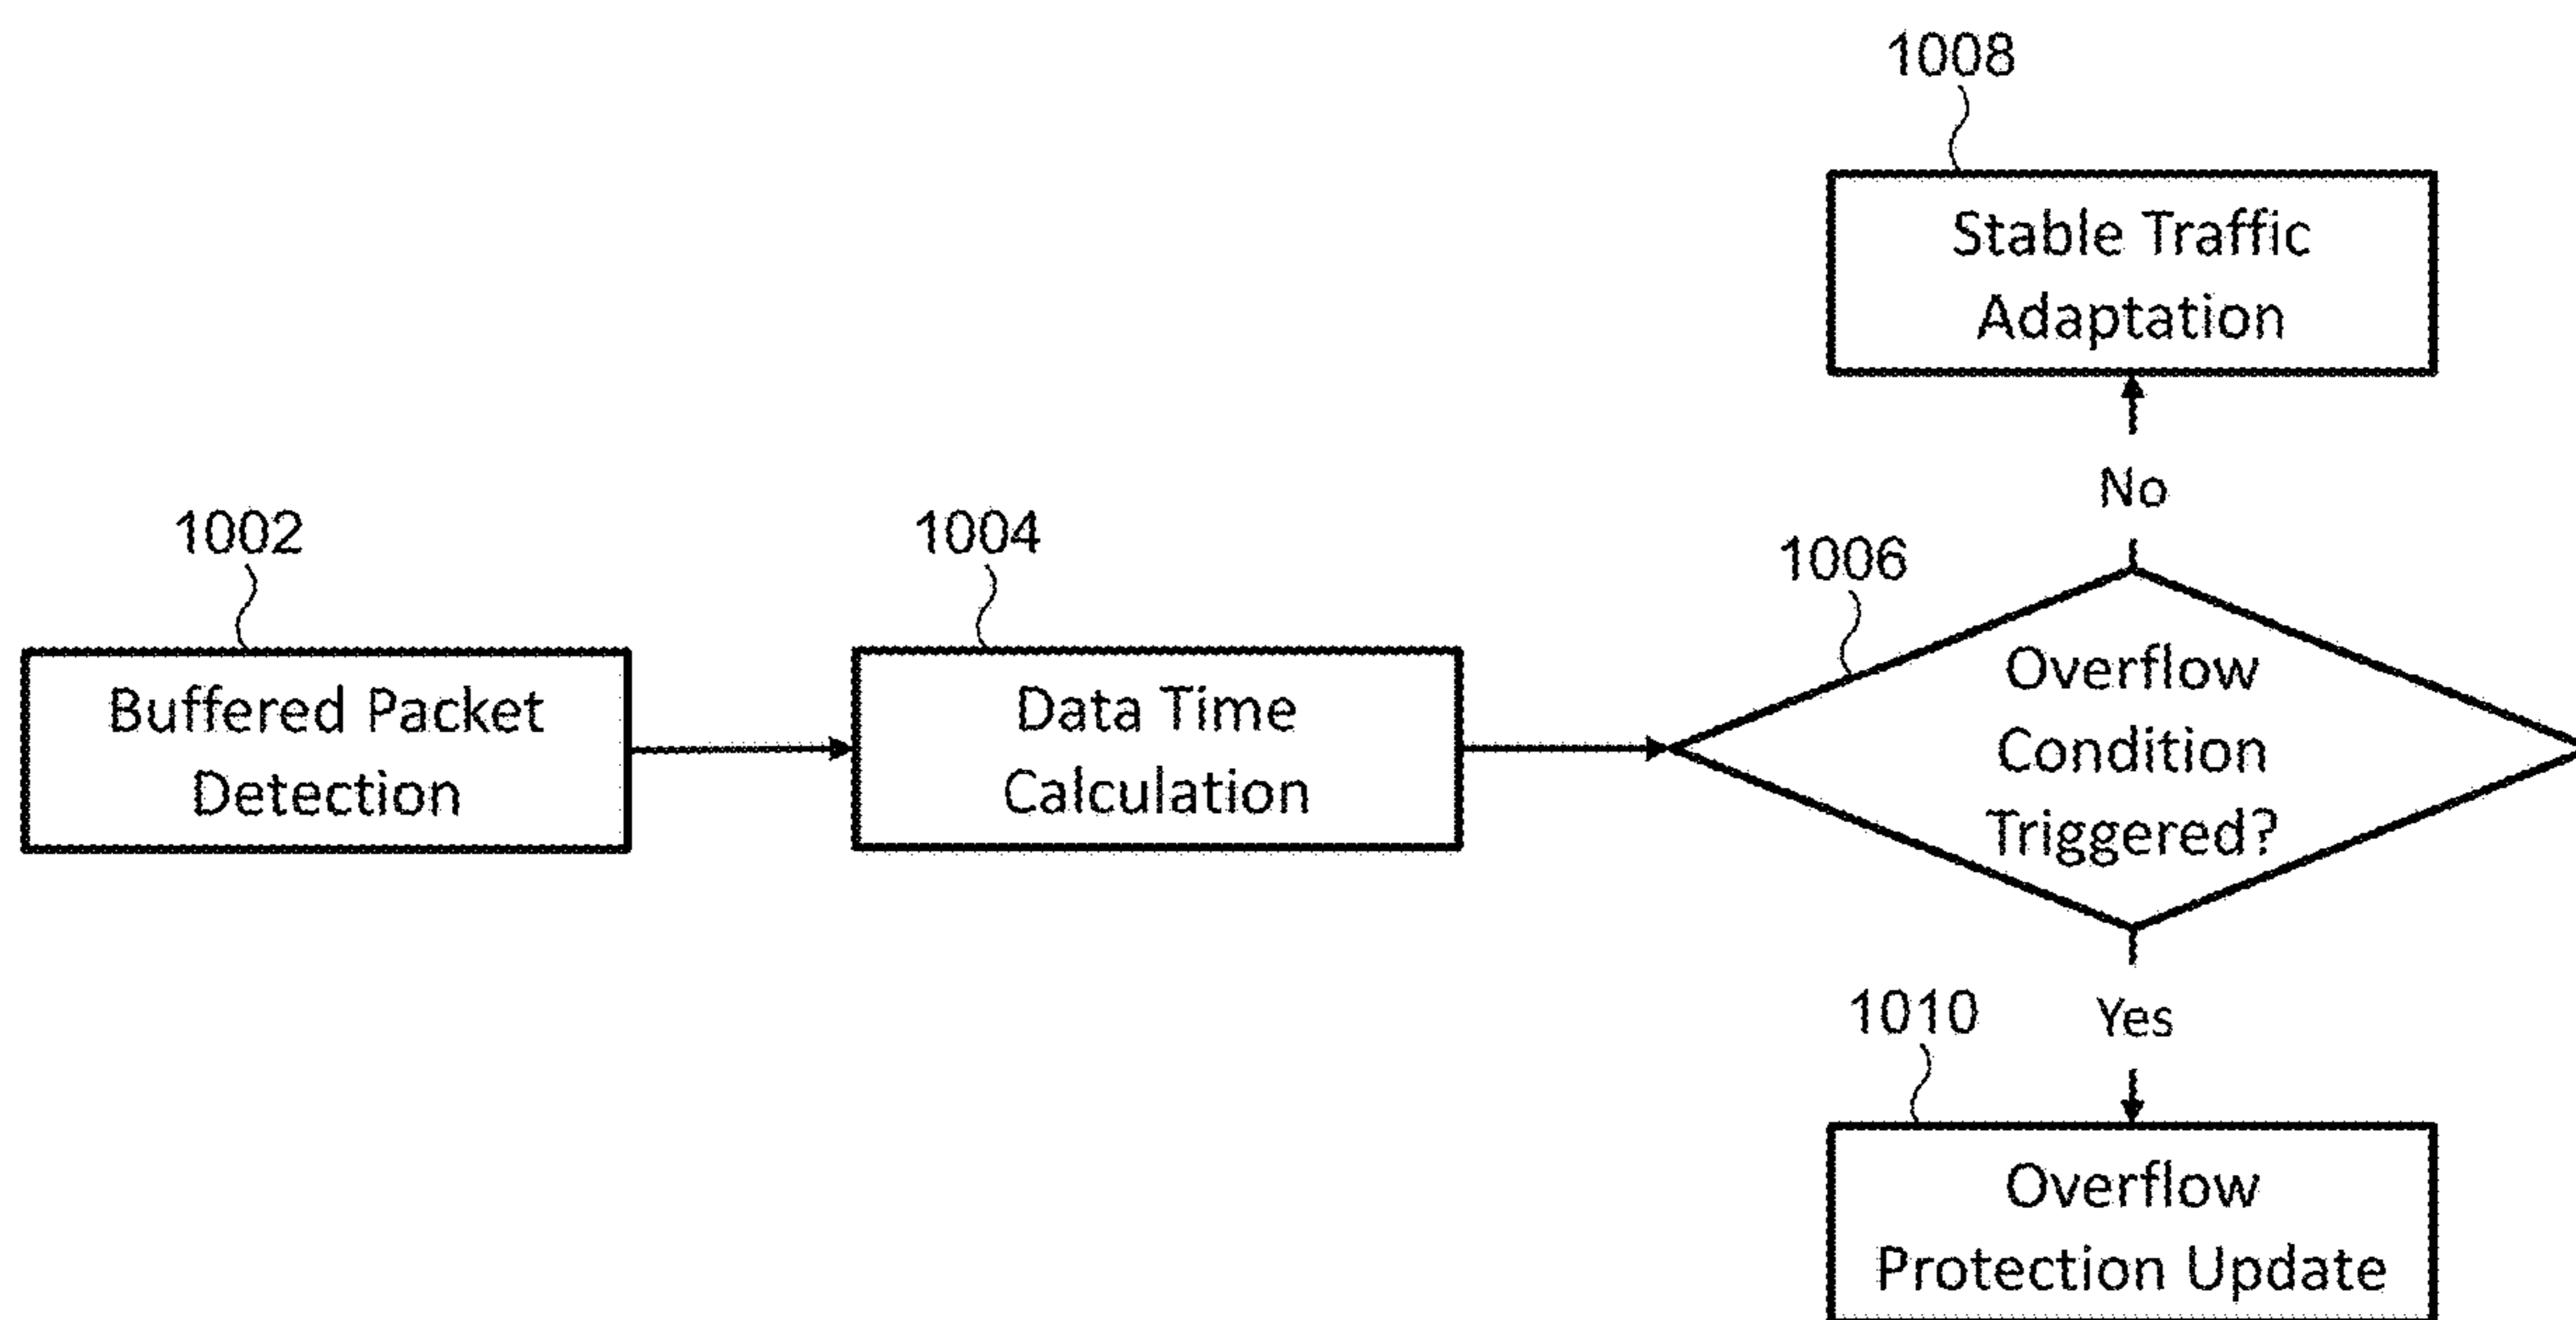 1008
Stable Traffic
Adaptation
No
1002
1004
1006
Buffered Packet
Detection
Data Time
Calculation
Overflow
Condition
Triggered?
1010
Yes
Overflow
Protection Update